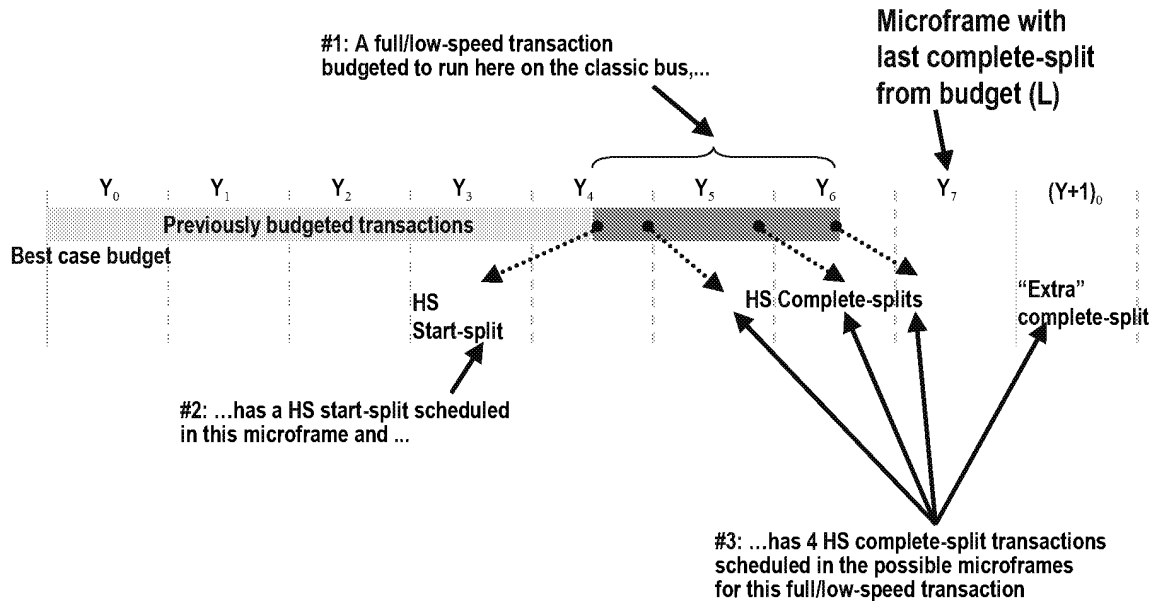 #1: A full/low-speed transaction
budgeted to run here on the classic bus,...
Microframe with
last complete-split
from budget (L)
Y₀ Y₁ Y₂ Y₃ Y₄ Y₅ Y₆ Y₇ (Y+1)₀
Previously budgeted transactions
Best case budget
HS
Start-split
HS Complete-splits
“Extra”
complete-split
#2: ...has a HS start-split scheduled
in this microframe and ...
#3: ...has 4 HS complete-split transactions
scheduled in the possible microframes
for this full/low-speed transaction